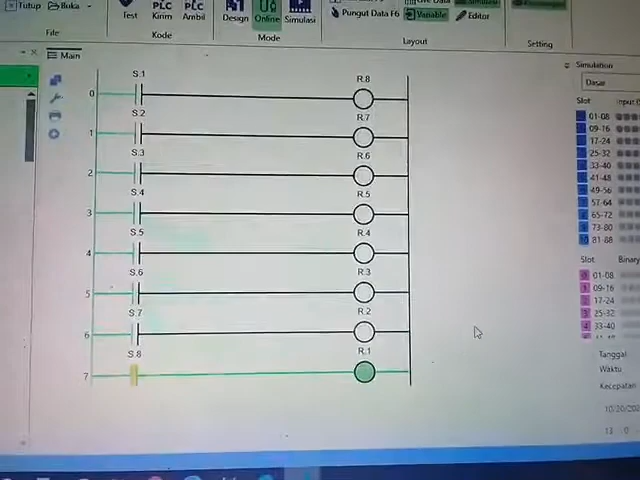 Tutup Buka
Test
PLC
Kirim
PLC
Ambil
Design
Online
Simulasi
Pungut Data F6
Variable
Editor
File
Kode
Mode
Layout
Setting
Main
S.1
R.8
0
S.2
R.7
1
S.3
R.6
2
S.4
R.5
3
S.5
R.4
4
S.6
R.3
5
S.7
R.2
6
S.8
R.1
7
Simulation
Dasar
Slot
01-08
09-16
17-24
25-32
33-40
41-48
49-56
57-64
65-72
73-80
81-88
Slot Binary
01-08
09-16
17-24
25-32
33-40
Tanggal
Waktu
Kecepatan